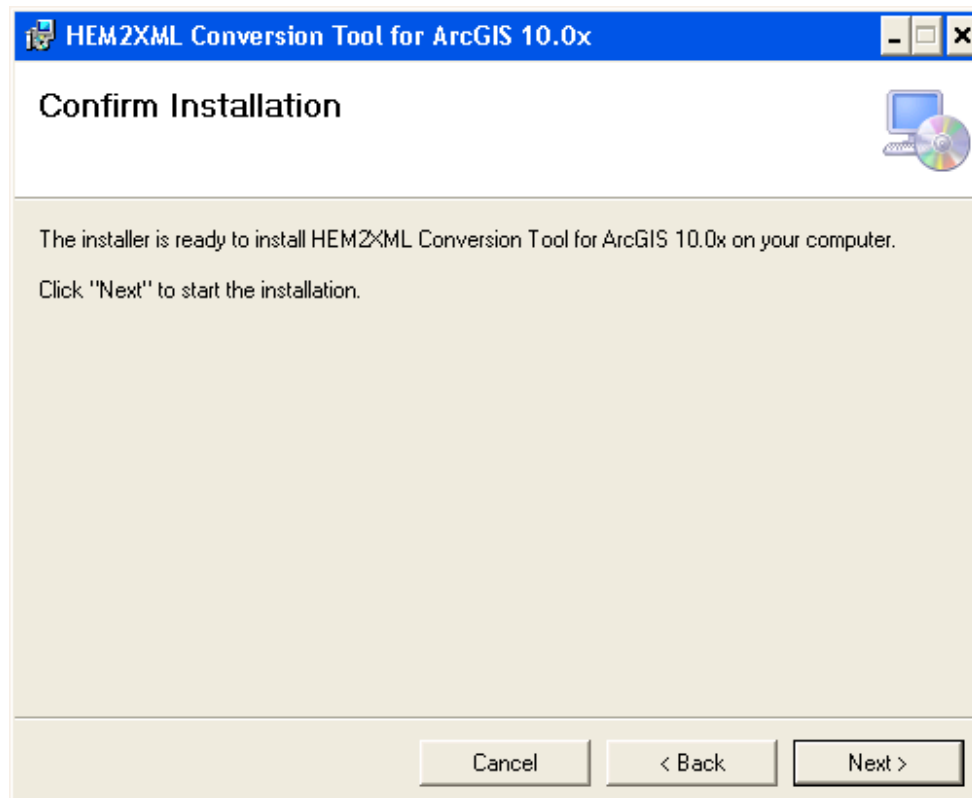 HEM2XML Conversion Tool for ArcGIS 10.0x
Confirm Installation
The installer is ready to install HEM2XML Conversion Tool for ArcGIS 10.0x on your computer.
Click "Next" to start the installation.
Cancel
< Back
Next >